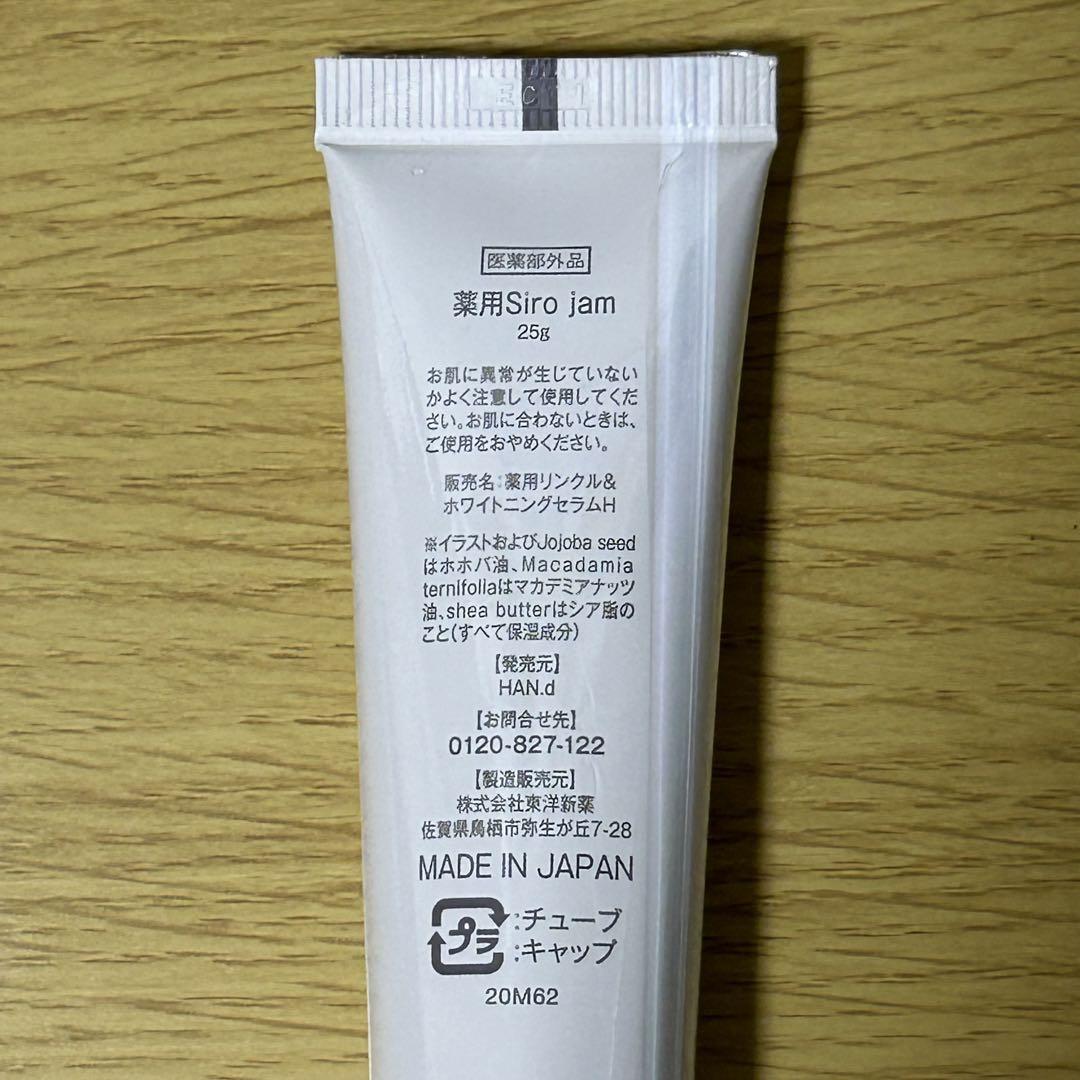 医薬部外品
薬用Siro jam
25g
お肌に異常が生じていない
かよく注意して使用してくだ
さい。お肌に合わないときは、
ご使用をおやめください。
販売名:薬用リンクル&
ホワイトニングセラムH
※イラストおよびJojoba seed
はホホバ油、Macadamia
ternifoliaはマカデミアナッツ
油、shea butterはシア脂の
こと(すべて保湿成分)
【発売元】
HAN.d
【お問合せ先】
0120-827-122
【製造販売元】
株式会社東洋新薬
佐賀県鳥栖市弥生が丘7-28
MADE IN JAPAN
プラ
:チューブ
:キャップ
20M62